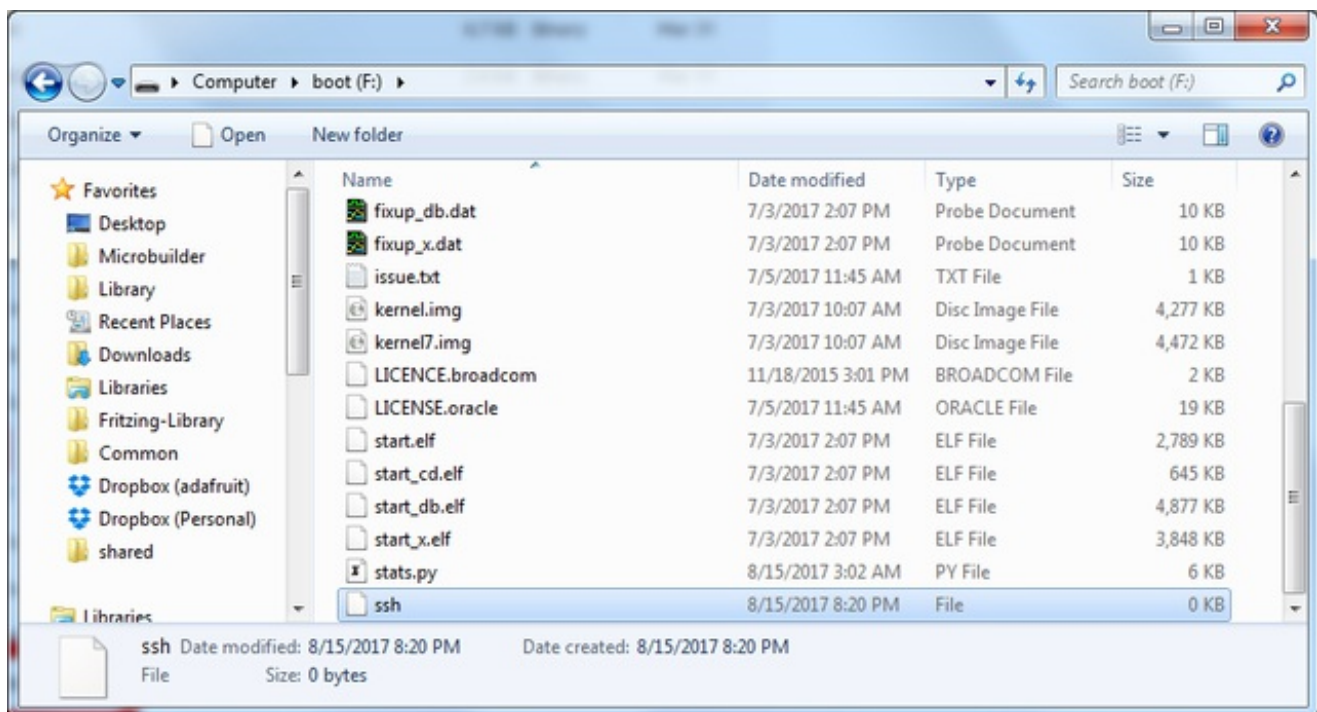 Computer boot (F:) Search boot (F:)
Organize Open New folder
Name Date modified Type Size
Favorites
Desktop
Microbuilder
Library
Recent Places
Downloads
Libraries
Fritzing-Library
Common
Dropbox (adafruit)
Dropbox (Personal)
shared
Libraries
fixup_db.dat 7/3/2017 2:07 PM Probe Document 10 KB
fixup_x.dat 7/3/2017 2:07 PM Probe Document 10 KB
issue.txt 7/5/2017 11:45 AM TXT File 1 KB
kernel.img 7/3/2017 10:07 AM Disc Image File 4,277 KB
kernel7.img 7/3/2017 10:07 AM Disc Image File 4,472 KB
LICENCE.broadcom 11/18/2015 3:01 PM BROADCOM File 2 KB
LICENSE.oracle 7/5/2017 11:45 AM ORACLE File 19 KB
start.elf 7/3/2017 2:07 PM ELF File 2,789 KB
start_cd.elf 7/3/2017 2:07 PM ELF File 645 KB
start_db.elf 7/3/2017 2:07 PM ELF File 4,877 KB
start_x.elf 7/3/2017 2:07 PM ELF File 3,848 KB
stats.py 8/15/2017 3:02 AM PY File 6 KB
ssh 8/15/2017 8:20 PM File 0 KB
ssh Date modified: 8/15/2017 8:20 PM Date created: 8/15/2017 8:20 PM
File Size: 0 bytes